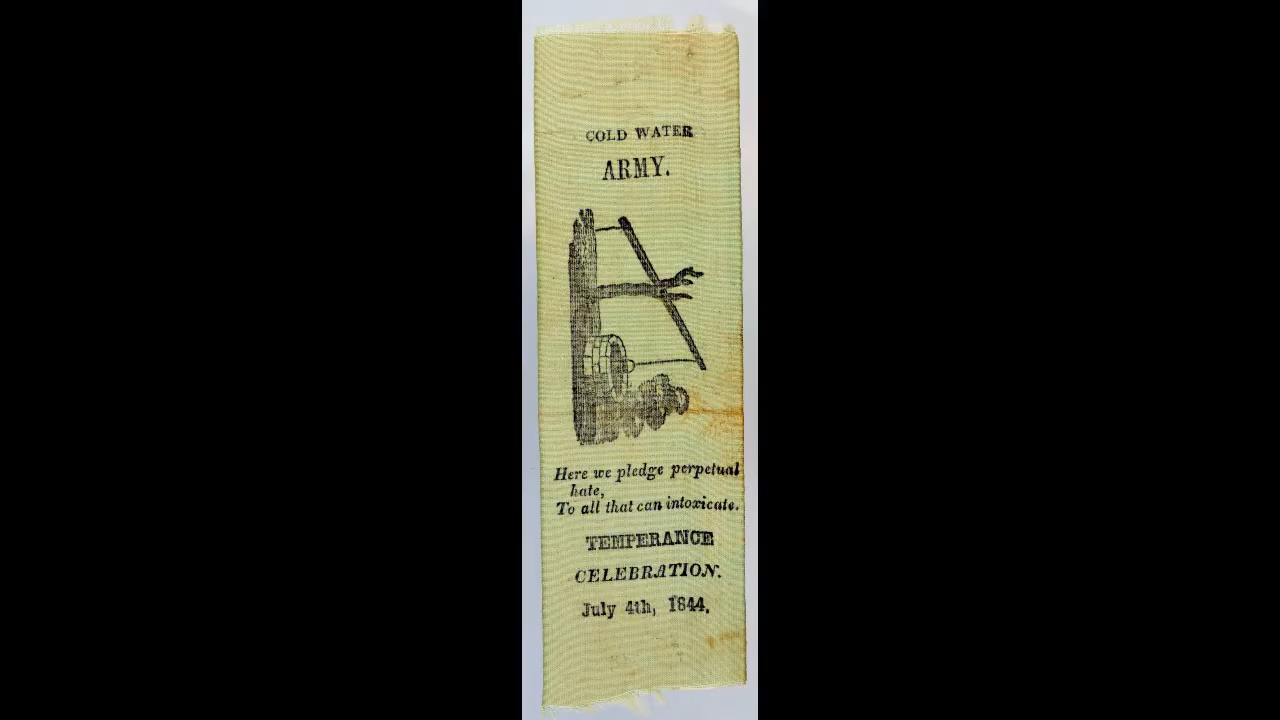 COLD WATER
ARMY.
Here we pledge perpetual
hate,
To all that can intoxicate.
TEMPERANCE
CELEBRATION.
July 4th, 1844.